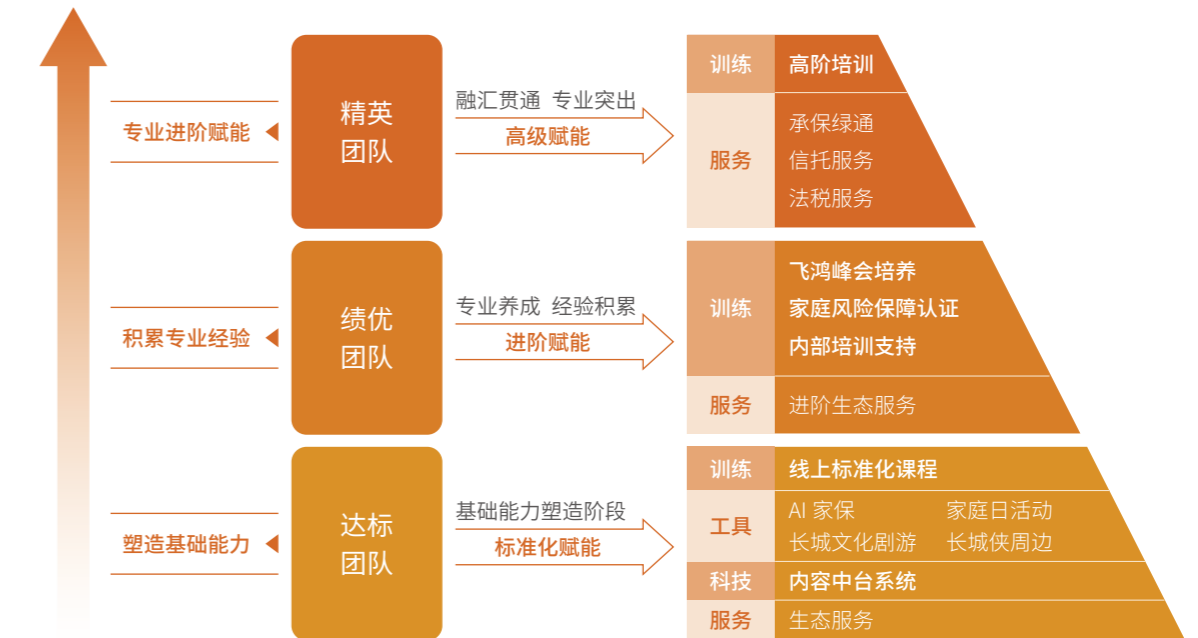 专业进阶赋能
精英
团队
融汇贯通 专业突出
高级赋能
训练
高阶培训
服务
承保绿通
信托服务
法税服务
积累专业经验
绩优
团队
专业养成 经验积累
进阶赋能
训练
飞鸿峰会培养
家庭风险保障认证
内部培训支持
服务
进阶生态服务
塑造基础能力
达标
团队
基础能力塑造阶段
标准化赋能
训练
线上标准化课程
工具
AI 家保 家庭日活动
长城文化剧游 长城侠周边
科技
内容中台系统
服务
生态服务